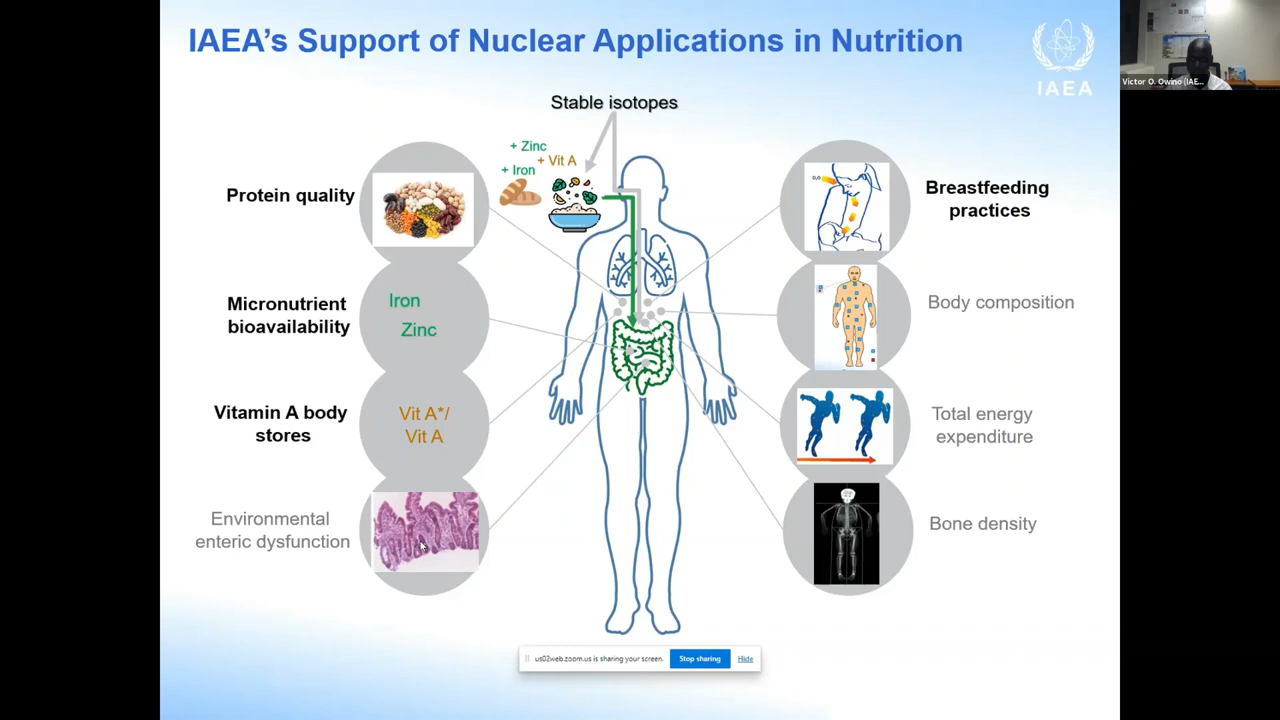 IAEA's Support of Nuclear Applications in Nutrition
IAEA
Victor O. Owino (IAE...
Stable isotopes
+ Zinc
+ Vit A
+ Iron
Protein quality
Micronutrient
bioavailability
Iron
Zinc
Vitamin A body
stores
Vit A*/
Vit A
Environmental
enteric dysfunction
D₂O
Breastfeeding
practices
Body composition
Total energy
expenditure
Bone density
us02web.zoom.us is sharing your screen.
Stop sharing
Hide